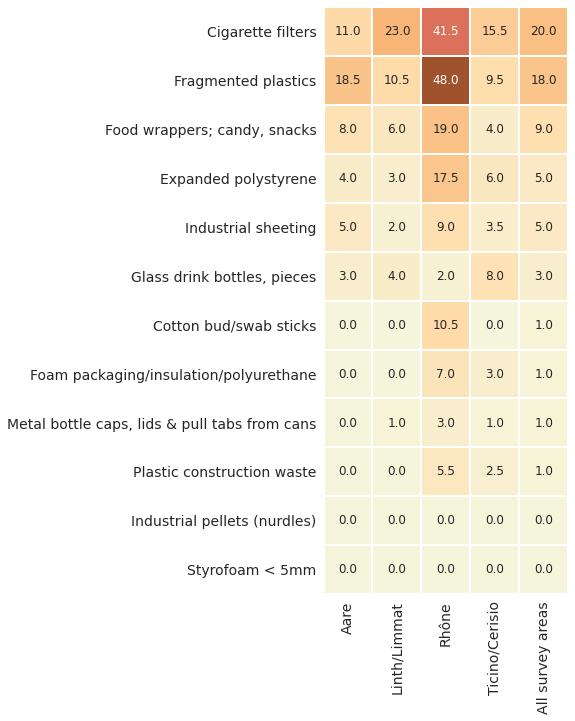 Cigarette filters 11.0 23.0 41.5 15.5 20.0
Fragmented plastics 18.5 10.5 48.0 9.5 18.0
Food wrappers; candy, snacks 8.0 6.0 19.0 4.0 9.0
Expanded polystyrene 4.0 3.0 17.5 6.0 5.0
Industrial sheeting 5.0 2.0 9.0 3.5 5.0
Glass drink bottles, pieces 3.0 4.0 2.0 8.0 3.0
Cotton bud/swab sticks 0.0 0.0 10.5 0.0 1.0
Foam packaging/insulation/polyurethane 0.0 0.0 7.0 3.0 1.0
Metal bottle caps, lids & pull tabs from cans 0.0 1.0 3.0 1.0 1.0
Plastic construction waste 0.0 0.0 5.5 2.5 1.0
Industrial pellets (nurdles) 0.0 0.0 0.0 0.0 0.0
Styrofoam < 5mm 0.0 0.0 0.0 0.0 0.0
Aare
Linth/Limmat
Rhône
Ticino/Cerisio
All survey areas